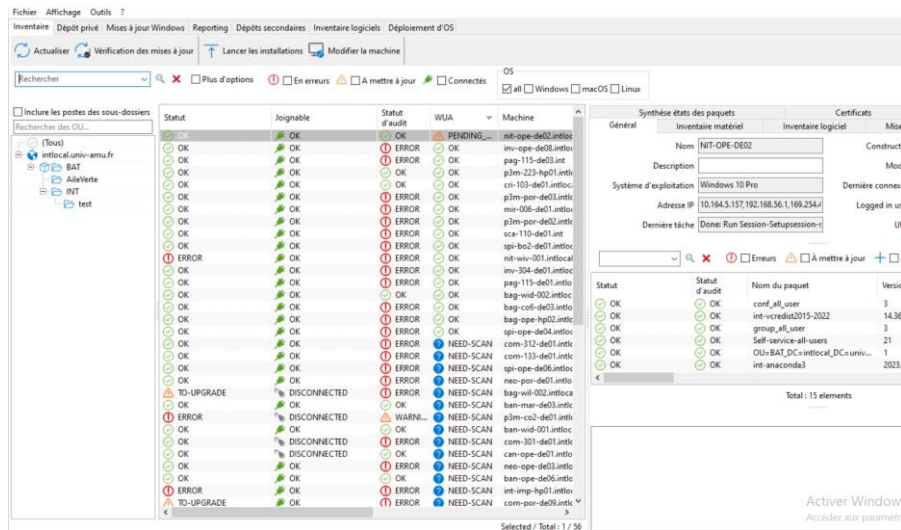 Fichier Affichage Outils ?
Inventaire Dépôt privé Mises à jour Windows Reporting Dépôts secondaires Inventaire logiciels Déploiement d'OS
Actualiser Vérification des mises à jour Lancer les installations Modifier la machine
Rechercher Plus d'options En erreurs A mettre à jour Connectés
OS
all Windows macOS Linux
Inclure les postes des sous-dossiers
Rechercher des OU...
(Tous)
intlocal.univ-amu.fr
BAT
AileVerte
INT
test
Statut Joignable Statut d'audit WUA Machine
OK OK OK PENDING_... nit-ope-de02.intloc
OK OK ERROR OK inv-ope-de08.intloc
OK OK ERROR OK pag-115-de03.int
OK OK OK OK p3m-223-hp01.intlc
OK OK OK OK cri-103-de01.intloc.
OK OK ERROR OK p3m-por-de03.intlc
OK OK ERROR OK mir-006-de01.intloc
OK OK ERROR OK p3m-por-de02.intlc
OK OK ERROR OK sca-110-de01.int
OK OK ERROR OK spi-bo2-de01.intloc
ERROR OK ERROR OK nit-wiv-001.intlocal
OK OK ERROR OK inv-304-de01.intloc
OK OK ERROR OK pag-115-de01.intlo
OK OK OK OK bag-wid-002.intloc
OK OK ERROR OK bag-co6-de03.intlo
OK OK ERROR OK bag-ope-hp02.intlc
OK OK ERROR OK spi-ope-de04.intloc
OK OK ERROR NEED-SCAN com-312-de01.intlc
OK OK ERROR NEED-SCAN com-133-de01.intlc
OK OK ERROR NEED-SCAN spi-ope-de06.intloc
OK OK ERROR NEED-SCAN neo-por-de01.intlo
TO-UPGRADE DISCONNECTED ERROR NEED-SCAN bag-wil-002.intloca
OK OK OK NEED-SCAN ban-mar-de03.intlc
ERROR DISCONNECTED WARNI... NEED-SCAN p3m-co2-de01.intlc
OK OK OK NEED-SCAN ban-wid-001.intloc
OK DISCONNECTED ERROR NEED-SCAN com-301-de01.intlc
OK DISCONNECTED OK NEED-SCAN can-ope-de01.intlo
OK OK ERROR NEED-SCAN neo-ope-de03.intlo
OK OK OK NEED-SCAN ban-ope-de06.intlc
ERROR OK ERROR NEED-SCAN int-imp-hp01.intloc
TO-UPGRADE OK ERROR NEED-SCAN com-por-de09.intlc
Selected / Total : 1 / 56
Synthèse états des paquets Certificats
Général Inventaire matériel Inventaire logiciel Mise
Nom NIT-OPE-DE02 Construct
Description Mod
Système d'exploitation Windows 10 Pro Dernière connex
Adresse IP 10.164.5.157,192.168.56.1,169.254.4 Logged in us
Dernière tâche Done: Run Session-Setupsession-s UU
Erreurs À mettre à jour
Statut Statut d'audit Nom du paquet Versio
OK OK conf_all_user 3
OK OK int-vcredist2015-2022 14.36
OK OK group_all_user 3
OK OK Self-service-all-users 21
OK OK OU=BAT_DC=intlocal_DC=univ... 1
OK OK int-anaconda3 2023.
Total : 15 elements
Activer Window
Accédez aux paramèt